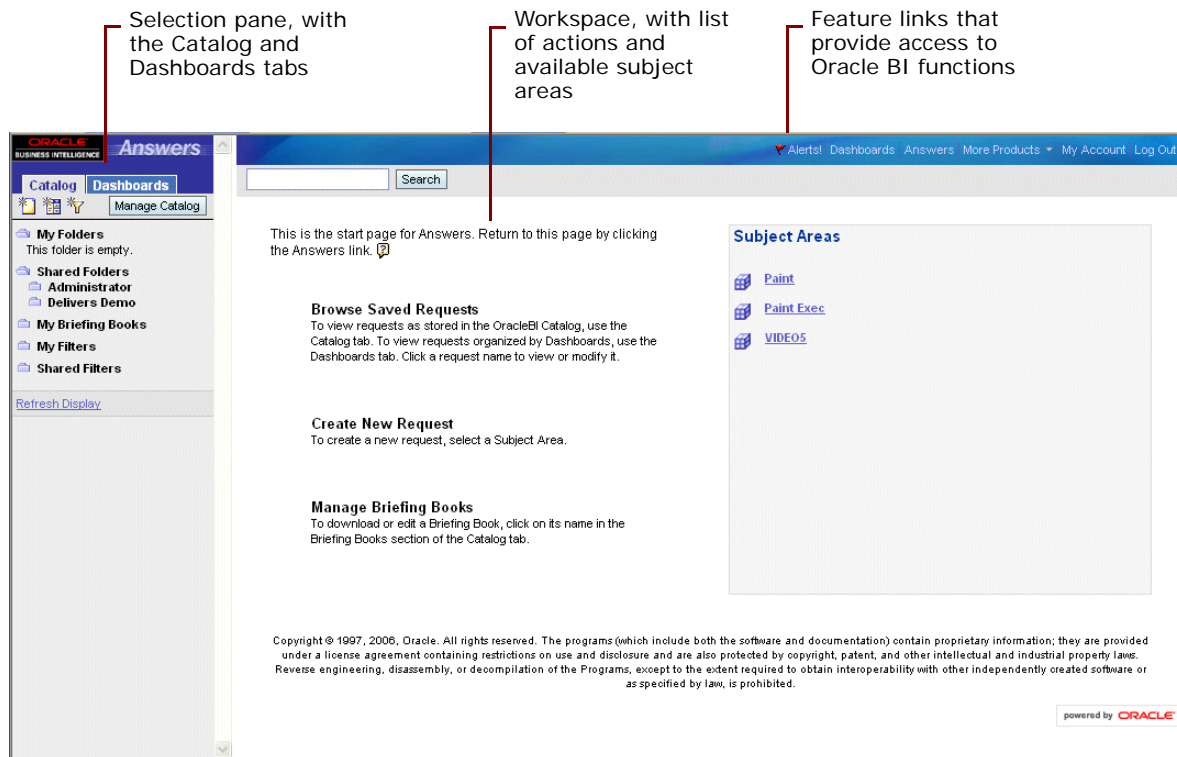 Selection pane, with
the Catalog and
Dashboards tabs
Workspace, with list
of actions and
available subject
areas
Feature links that
provide access to
Oracle BI functions
ORACLE
BUSINESS INTELLIGENCE
Answers
Alerts! Dashboards Answers More Products My Account Log Out
Catalog Dashboards
Search
Manage Catalog
My Folders
This folder is empty.
Shared Folders
Administrator
Delivers Demo
My Briefing Books
My Filters
Shared Filters
Refresh Display
This is the start page for Answers. Return to this page by clicking
the Answers link.
Browse Saved Requests
To view requests as stored in the OracleBI Catalog, use the
Catalog tab. To view requests organized by Dashboards, use the
Dashboards tab. Click a request name to view or modify it.
Create New Request
To create a new request, select a Subject Area.
Manage Briefing Books
To download or edit a Briefing Book, click on its name in the
Briefing Books section of the Catalog tab.
Subject Areas
Paint
Paint Exec
VIDEO5
Copyright © 1997, 2006, Oracle. All rights reserved. The programs (which include both the software and documentation) contain proprietary information; they are provided
under a license agreement containing restrictions on use and disclosure and are also protected by copyright, patent, and other intellectual and industrial property laws.
Reverse engineering, disassembly, or decompilation of the Programs, except to the extent required to obtain interoperability with other independently created software or
as specified by law, is prohibited.
powered by ORACLE